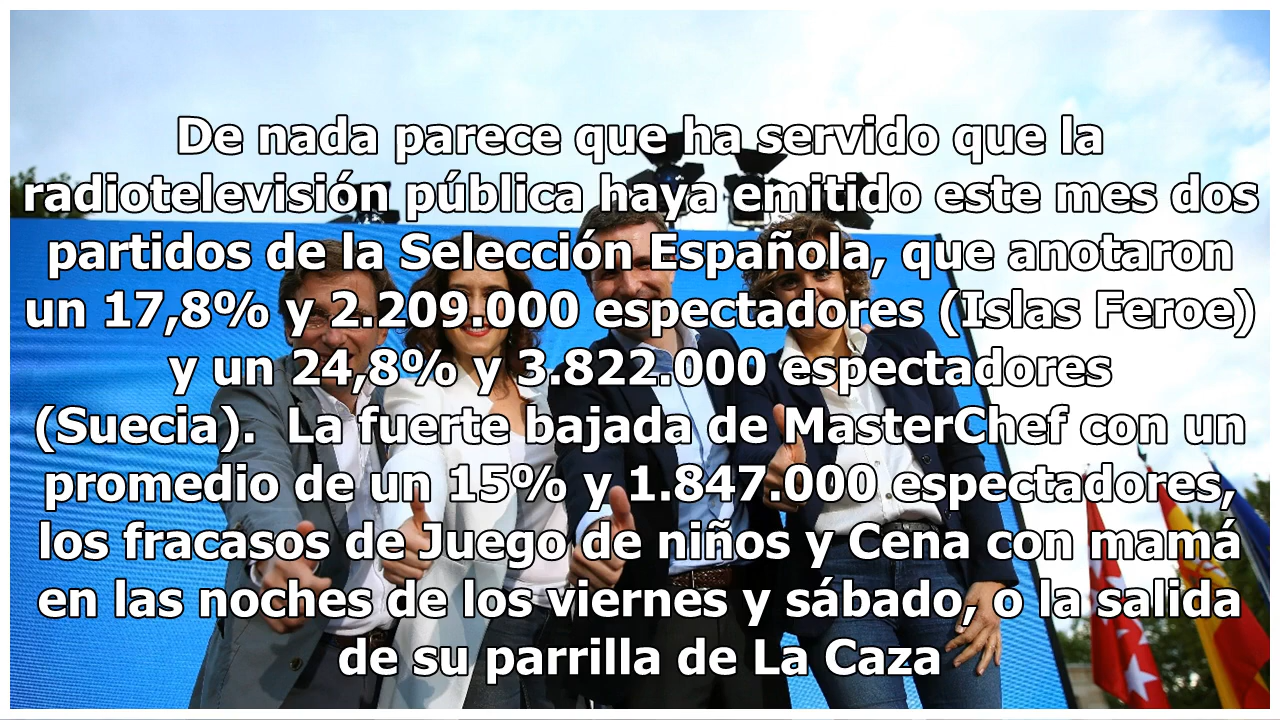 De nada parece que ha servido que la
radiotelevisión pública haya emitido este mes dos
partidos de la Selección Española, que anotaron
un 17,8% y 2.209.000 espectadores (Islas Feroe)
y un 24,8% y 3.822.000 espectadores
(Suecia).  La fuerte bajada de MasterChef con un
promedio de un 15% y 1.847.000 espectadores,
los fracasos de Juego de niños y Cena con mamá
en las noches de los viernes y sábado, o la salida
de su parrilla de La Caza